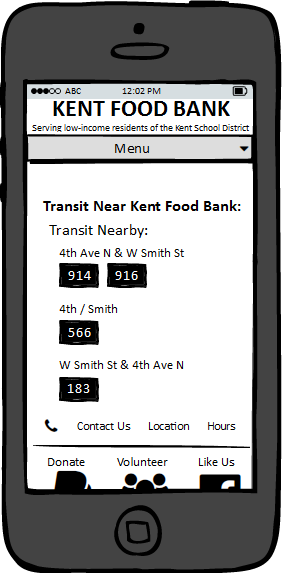 ABC 12:02 PM
KENT FOOD BANK
Serving low-income residents of the Kent School District
Menu
Transit Near Kent Food Bank:
Transit Nearby:
4th Ave N & W Smith St
914 916
4th / Smith
566
W Smith St & 4th Ave N
183
Contact Us Location Hours
Donate Volunteer Like Us